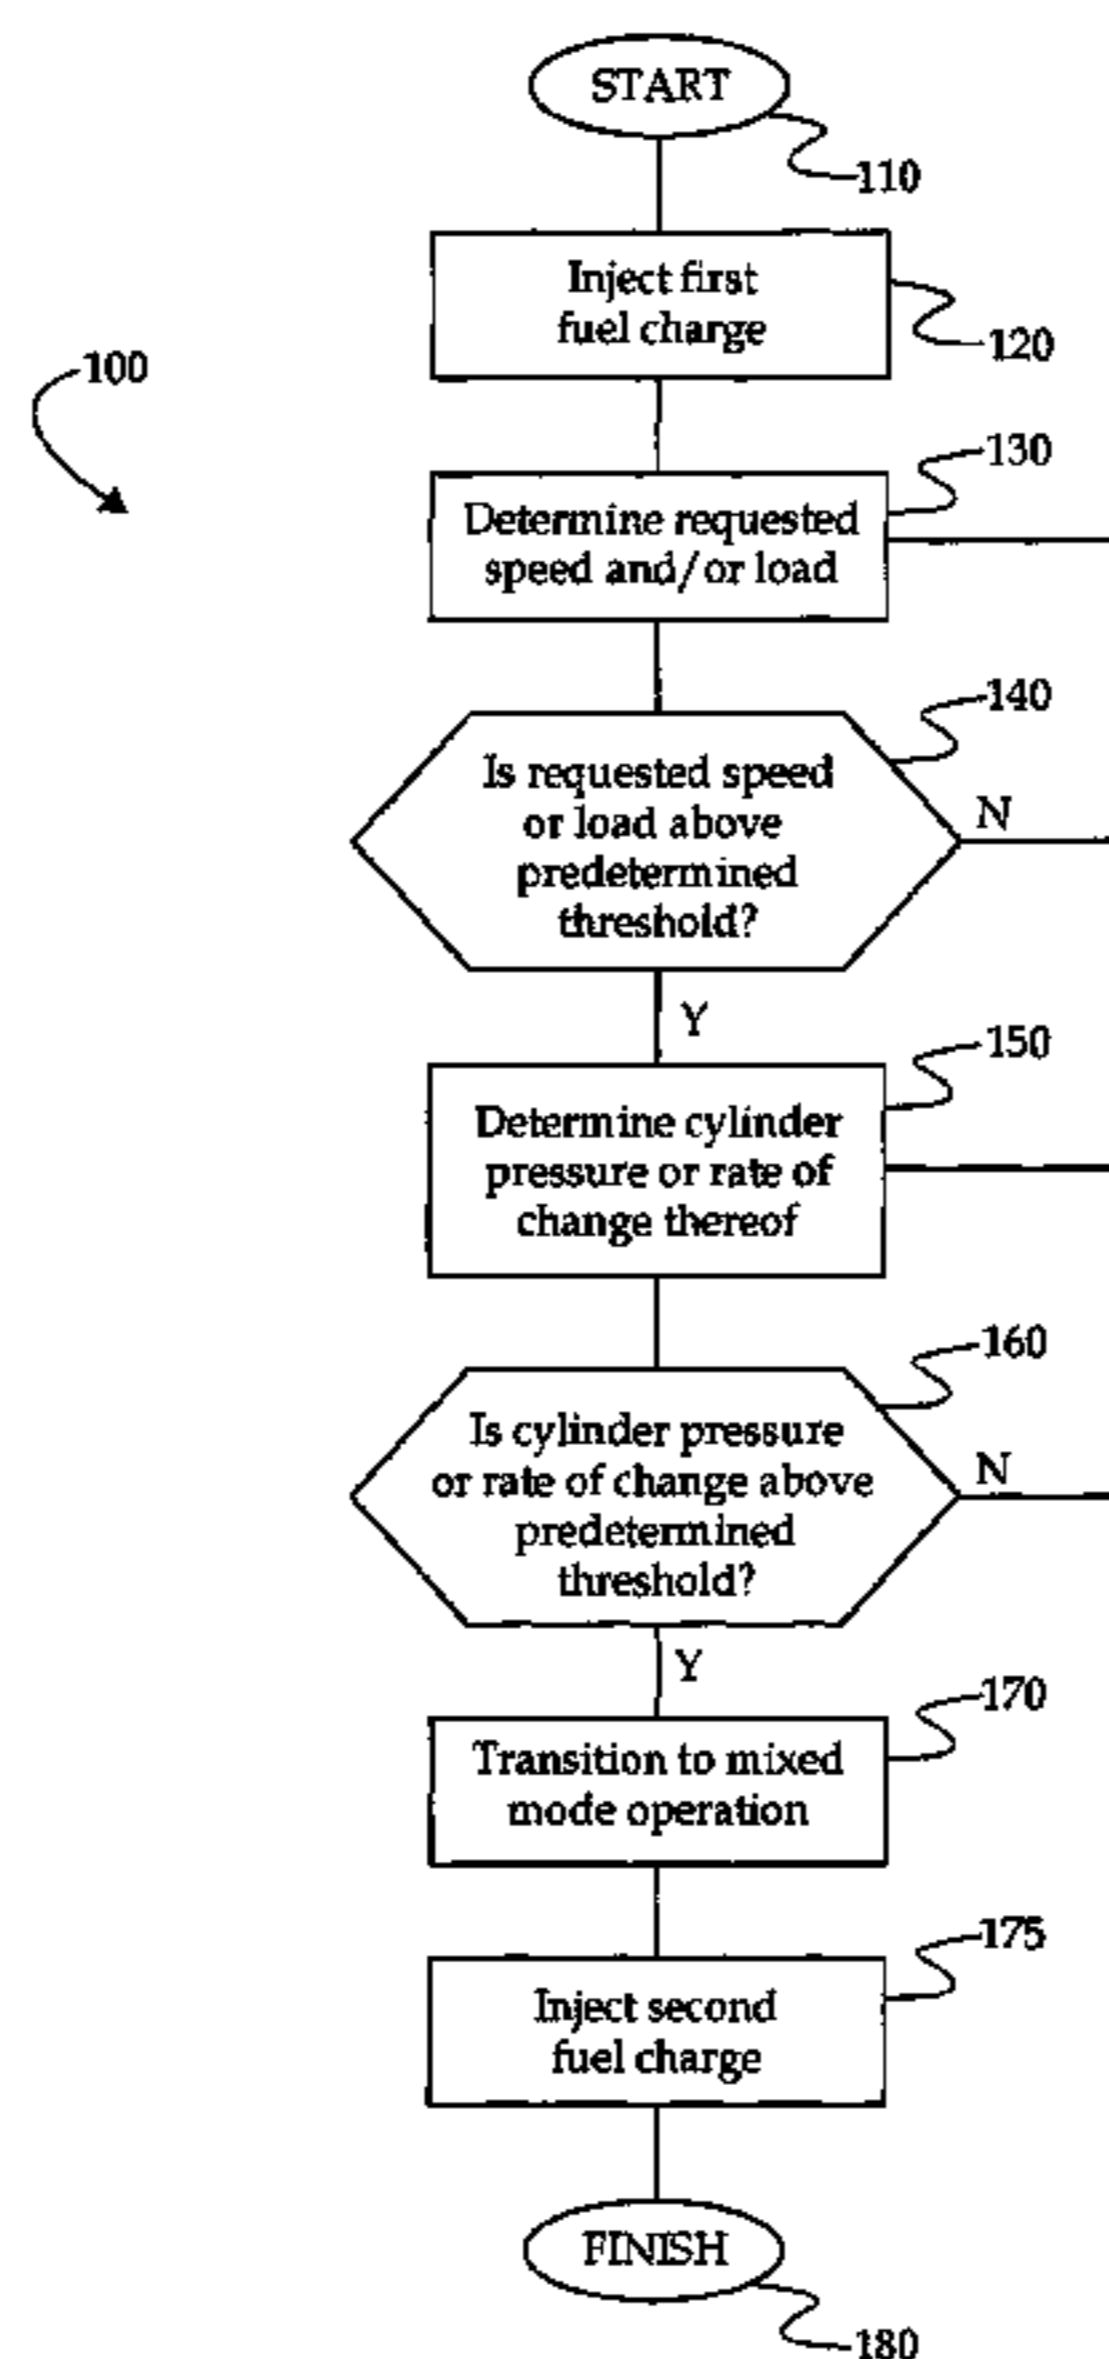 START
110
Inject first
fuel charge
120
100
130
Determine requested
speed and/or load
140
Is requested speed
or load above
predetermined
threshold?
N
Y
150
Determine cylinder
pressure or rate of
change thereof
160
Is cylinder pressure
or rate of change above
predetermined
threshold?
N
Y
170
Transition to mixed
mode operation
175
Inject second
fuel charge
FINISH
180